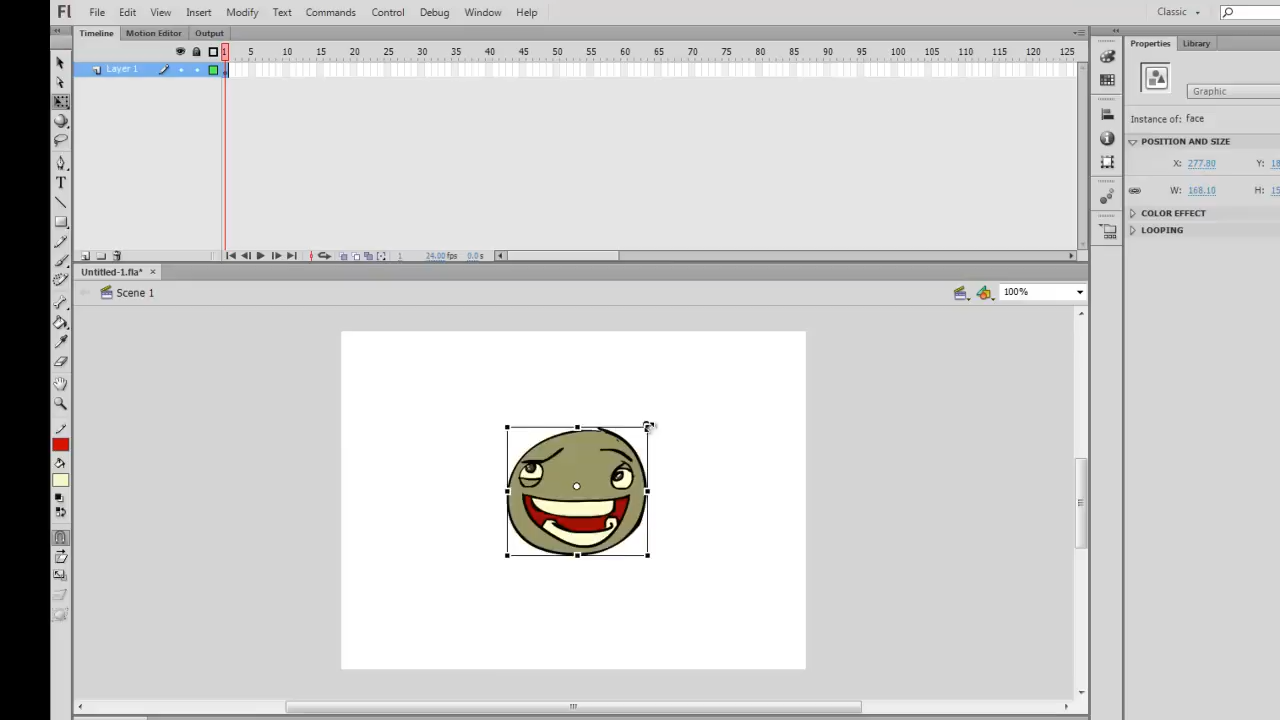 Fl File Edit View Insert Modify Text Commands Control Debug Window Help Classic
Timeline Motion Editor Output Properties Library
1 5 10 15 20 25 30 35 40 45 50 55 60 65 70 75 80 85 90 95 100 105 110 115 120 125
Layer 1
Graphic
Instance of: face
POSITION AND SIZE
X: 277.80 Y: 18
W: 168.10 H: 15
COLOR EFFECT
LOOPING
1 24.00 fps 0.0 s
Untitled-1.fla*
Scene 1 100%